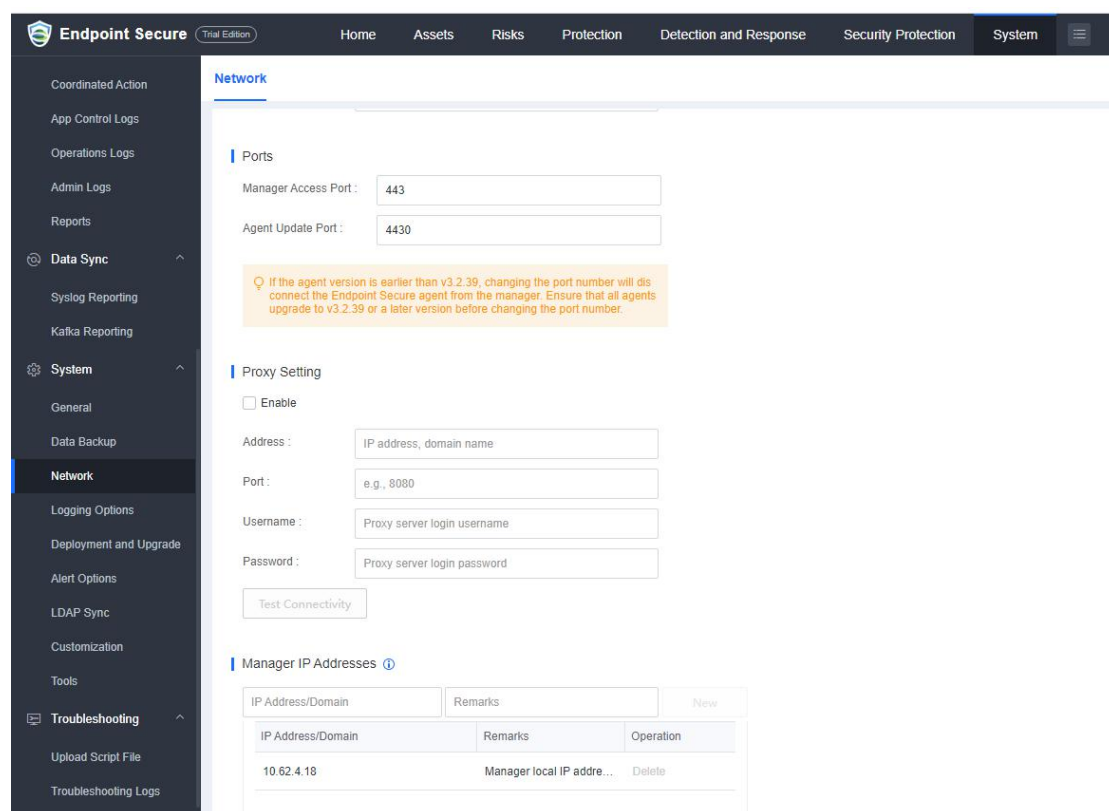 Endpoint Secure Trial Edition Home Assets Risks Protection Detection and Response Security Protection System
Coordinated Action
App Control Logs
Operations Logs
Admin Logs
Reports
Data Sync
Syslog Reporting
Kafka Reporting
System
General
Data Backup
Network
Logging Options
Deployment and Upgrade
Alert Options
LDAP Sync
Customization
Tools
Troubleshooting
Upload Script File
Troubleshooting Logs
Network
Ports
Manager Access Port : 443
Agent Update Port : 4430
If the agent version is earlier than v3.2.39, changing the port number will dis
connect the Endpoint Secure agent from the manager. Ensure that all agents
upgrade to v3.2.39 or a later version before changing the port number.
Proxy Setting
Enable
Address : IP address, domain name
Port : e.g., 8080
Username : Proxy server login username
Password : Proxy server login password
Test Connectivity
Manager IP Addresses
IP Address/Domain Remarks New
IP Address/Domain Remarks Operation
10.62.4.18 Manager local IP addre... Delete